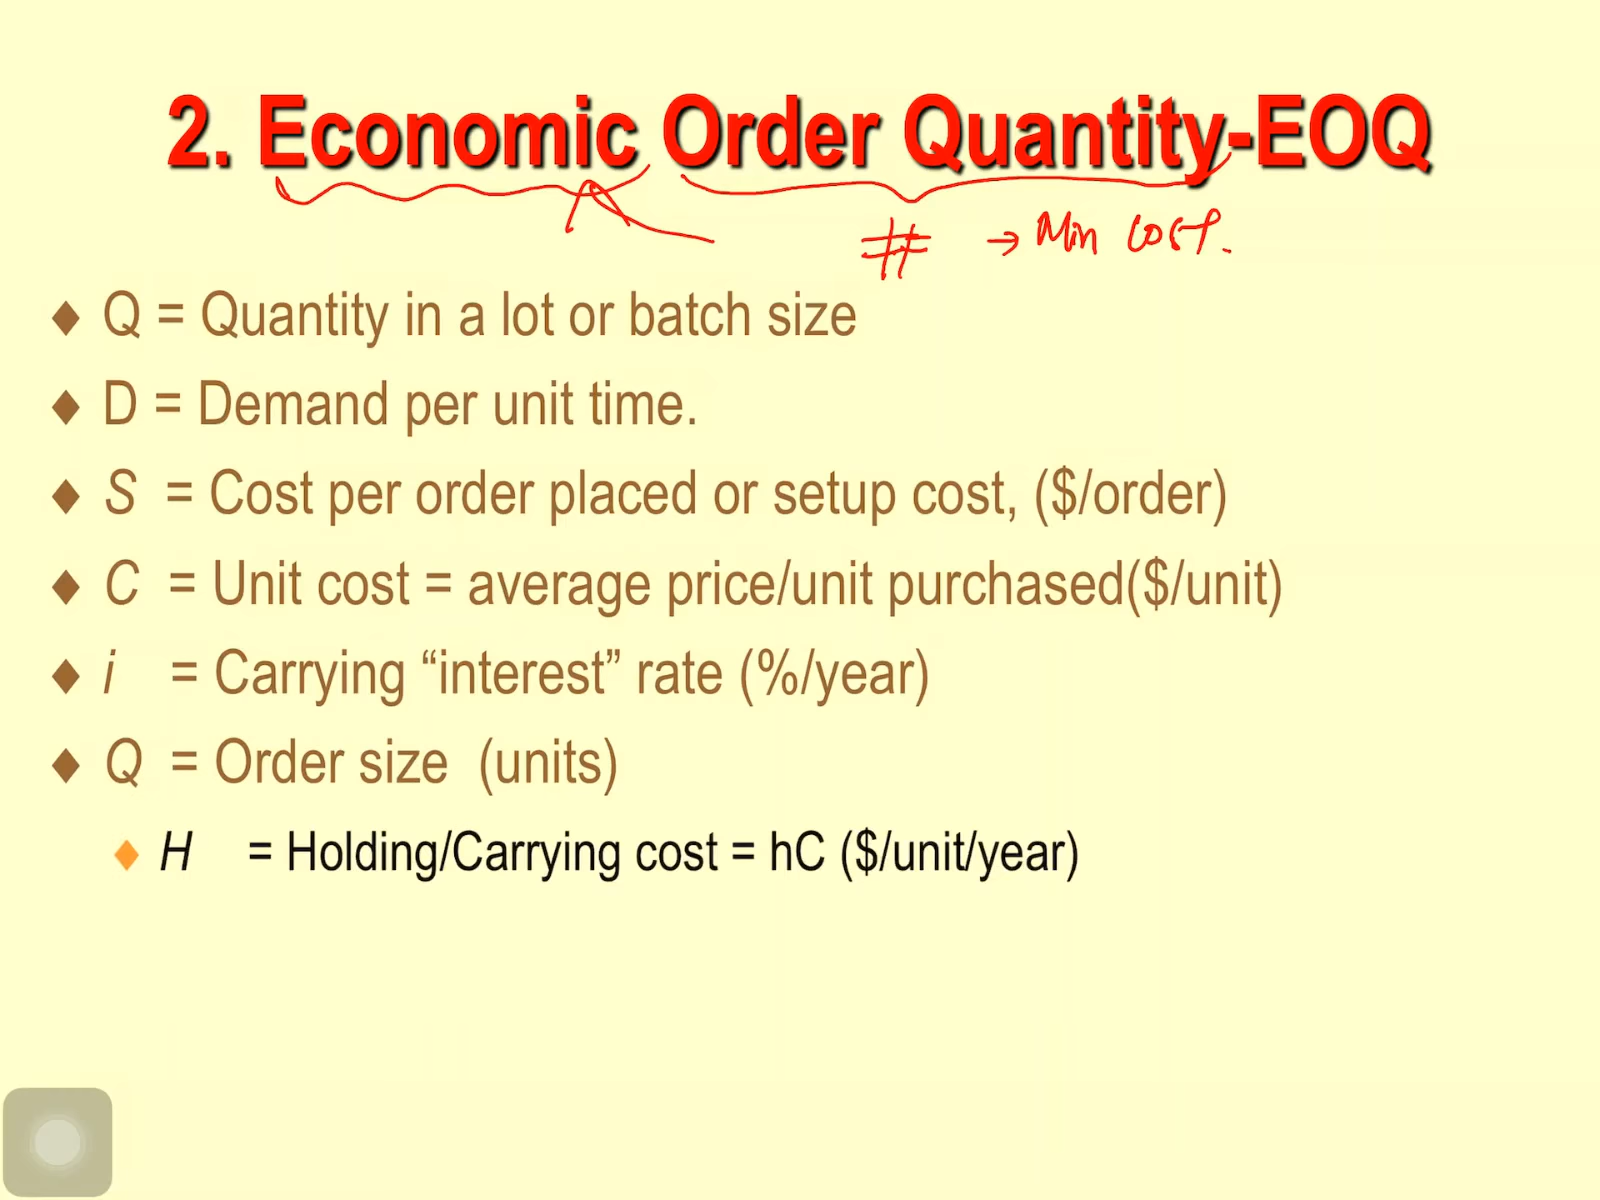 2. Economic Order Quantity-EOQ
# → Min cost.
Q = Quantity in a lot or batch size
D = Demand per unit time.
S = Cost per order placed or setup cost, ($/order)
C = Unit cost = average price/unit purchased($/unit)
i = Carrying “interest” rate (%/year)
Q = Order size (units)
H = Holding/Carrying cost = hC ($/unit/year)